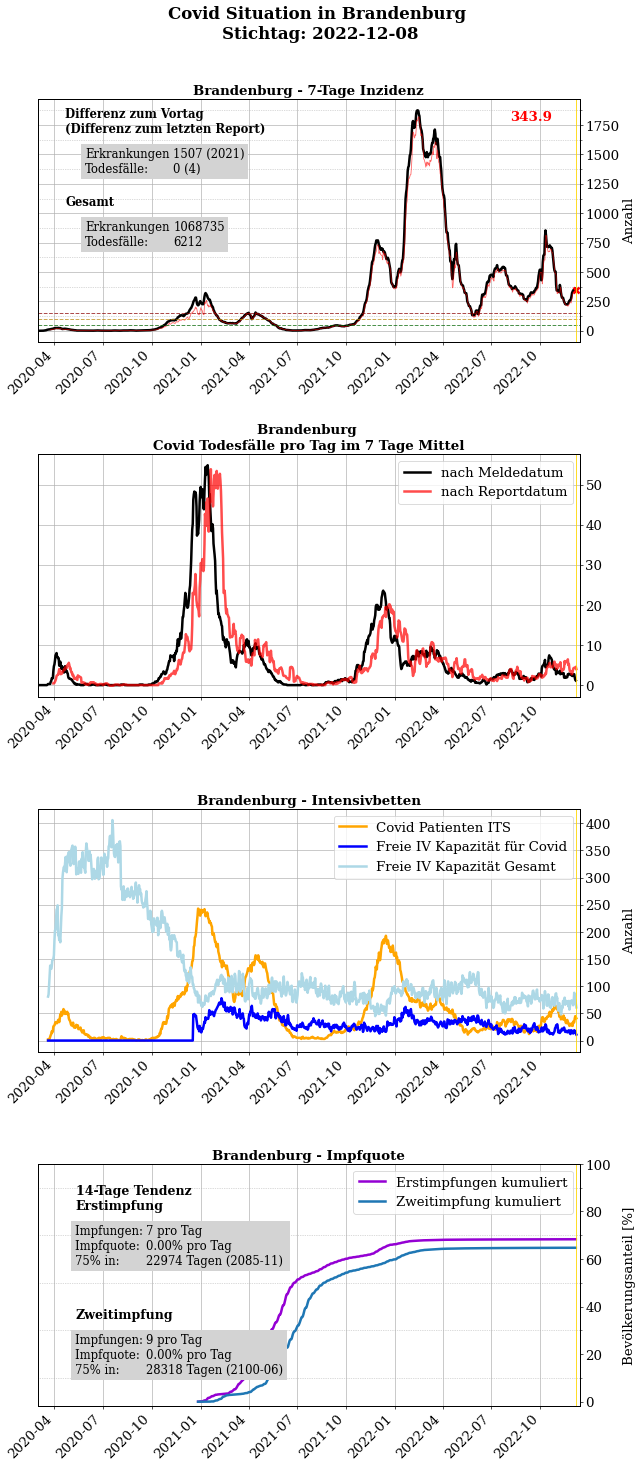 Covid Situation in Brandenburg
Stichtag: 2022-12-08
Brandenburg - 7-Tage Inzidenz
Differenz zum Vortag
(Differenz zum letzten Report)
Erkrankungen 1507 (2021)
Todesfälle: 0 (4)
Gesamt
Erkrankungen 1068735
Todesfälle: 6212
343.9
1750
1500
1250
1000
750
500
250
0
Anzahl
2020-04
2020-07
2020-10
2021-01
2021-04
2021-07
2021-10
2022-01
2022-04
2022-07
2022-10
Brandenburg
Covid Todesfälle pro Tag im 7 Tage Mittel
nach Meldedatum
nach Reportdatum
50
40
30
20
10
0
2020-04
2020-07
2020-10
2021-01
2021-04
2021-07
2021-10
2022-01
2022-04
2022-07
2022-10
Brandenburg - Intensivbetten
Covid Patienten ITS
Freie IV Kapazität für Covid
Freie IV Kapazität Gesamt
400
350
300
250
200
150
100
50
0
Anzahl
2020-04
2020-07
2020-10
2021-01
2021-04
2021-07
2021-10
2022-01
2022-04
2022-07
2022-10
Brandenburg - Impfquote
14-Tage Tendenz
Erstimpfung
Impfungen: 7 pro Tag
Impfquote: 0.00% pro Tag
75% in: 22974 Tagen (2085-11)
Zweitimpfung
Impfungen: 9 pro Tag
Impfquote: 0.00% pro Tag
75% in: 28318 Tagen (2100-06)
Erstimpfungen kumuliert
Zweitimpfung kumuliert
100
80
60
40
20
0
Bevölkerungsanteil [%]
2020-04
2020-07
2020-10
2021-01
2021-04
2021-07
2021-10
2022-01
2022-04
2022-07
2022-10